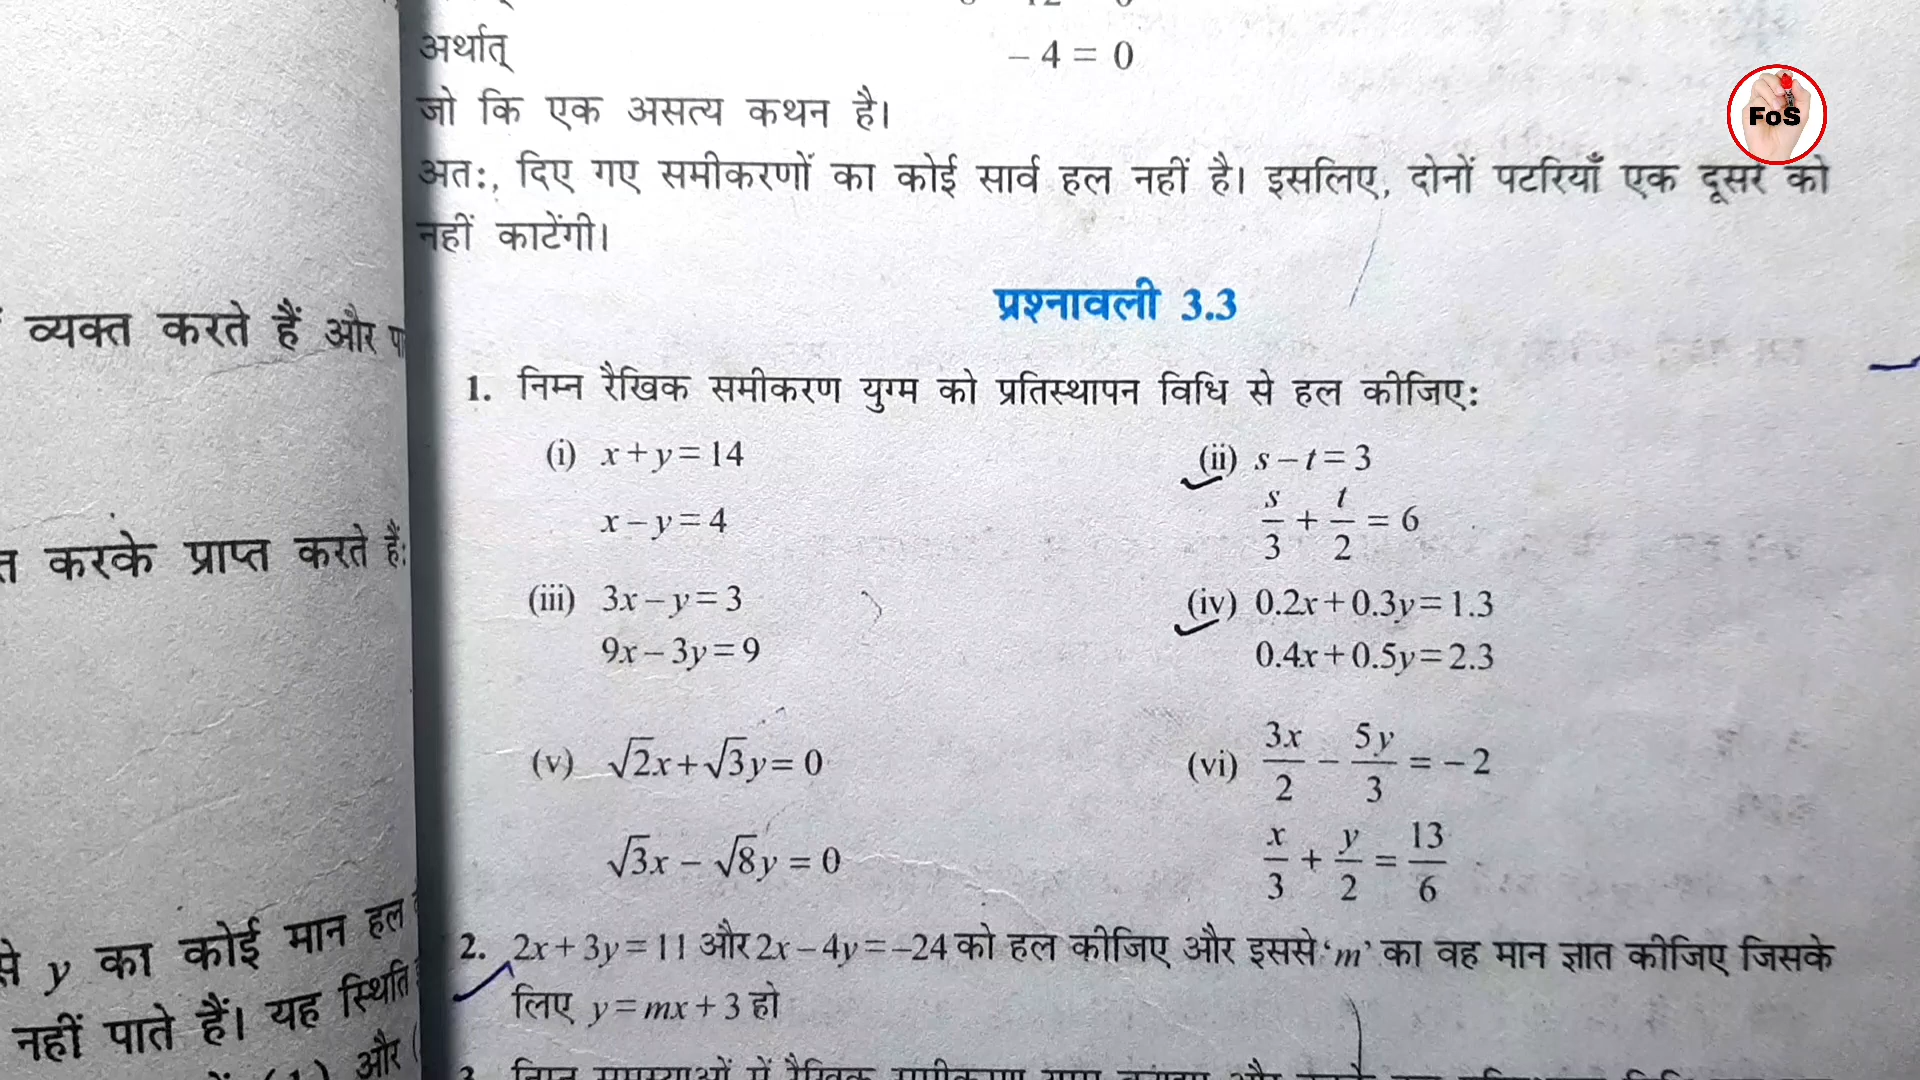 अर्थात् – 4 = 0
जो कि एक असत्य कथन है।
FoS
अतः, दिए गए समीकरणों का कोई सार्व हल नहीं है। इसलिए, दोनों पटरियाँ एक दूसरे को
नहीं काटेंगी।
व्यक्त करते हैं और
करके प्राप्त करते हैं:
y का कोई मान हल
नहीं पाते हैं। यह स्थिति
और
प्रश्नावली 3.3
1. निम्न रैखिक समीकरण युग्म को प्रतिस्थापन विधि से हल कीजिए:
(i) x + y = 14
x – y = 4
(ii) s – t = 3
s/3 + t/2 = 6
(iii) 3x – y = 3
9x – 3y = 9
(iv) 0.2x + 0.3y = 1.3
0.4x + 0.5y = 2.3
(v) √2x + √3y = 0
√3x – √8y = 0
(vi) 3x/2 – 5y/3 = – 2
x/3 + y/2 = 13/6
2. 2x + 3y = 11 और 2x – 4y = –24 को हल कीजिए और इससे ‘m’ का वह मान ज्ञात कीजिए जिसके
लिए y = mx + 3 हो